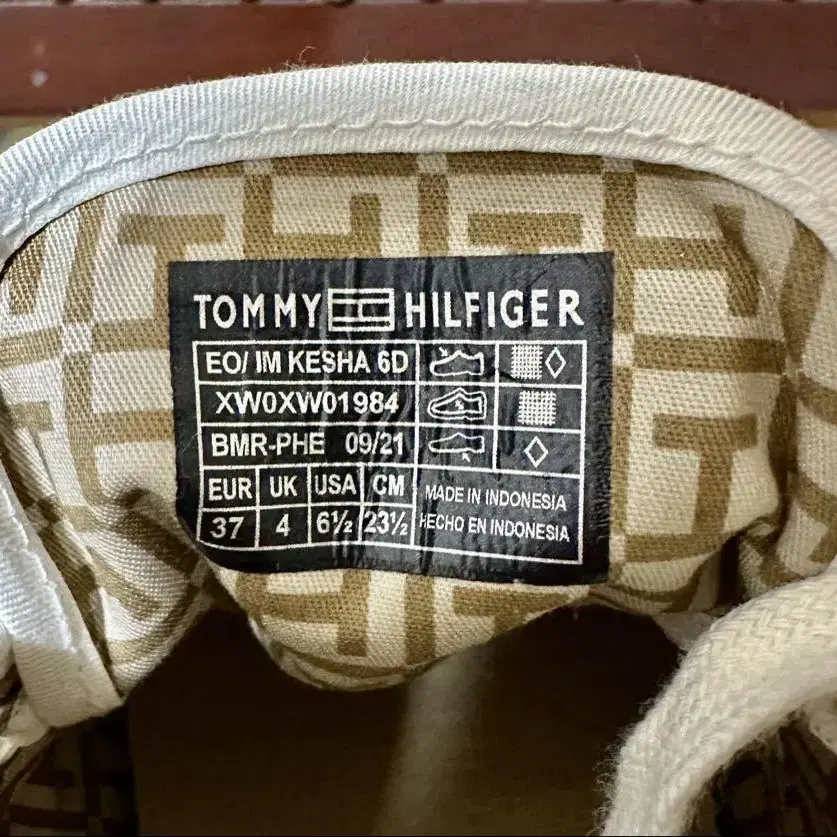 TOMMY HILFIGER
EO/ IM KESHA 6D
XW0XW01984
BMR-PHE 09/21
EUR UK USA CM
37 4 6½ 23½
MADE IN INDONESIA
HECHO EN INDONESIA